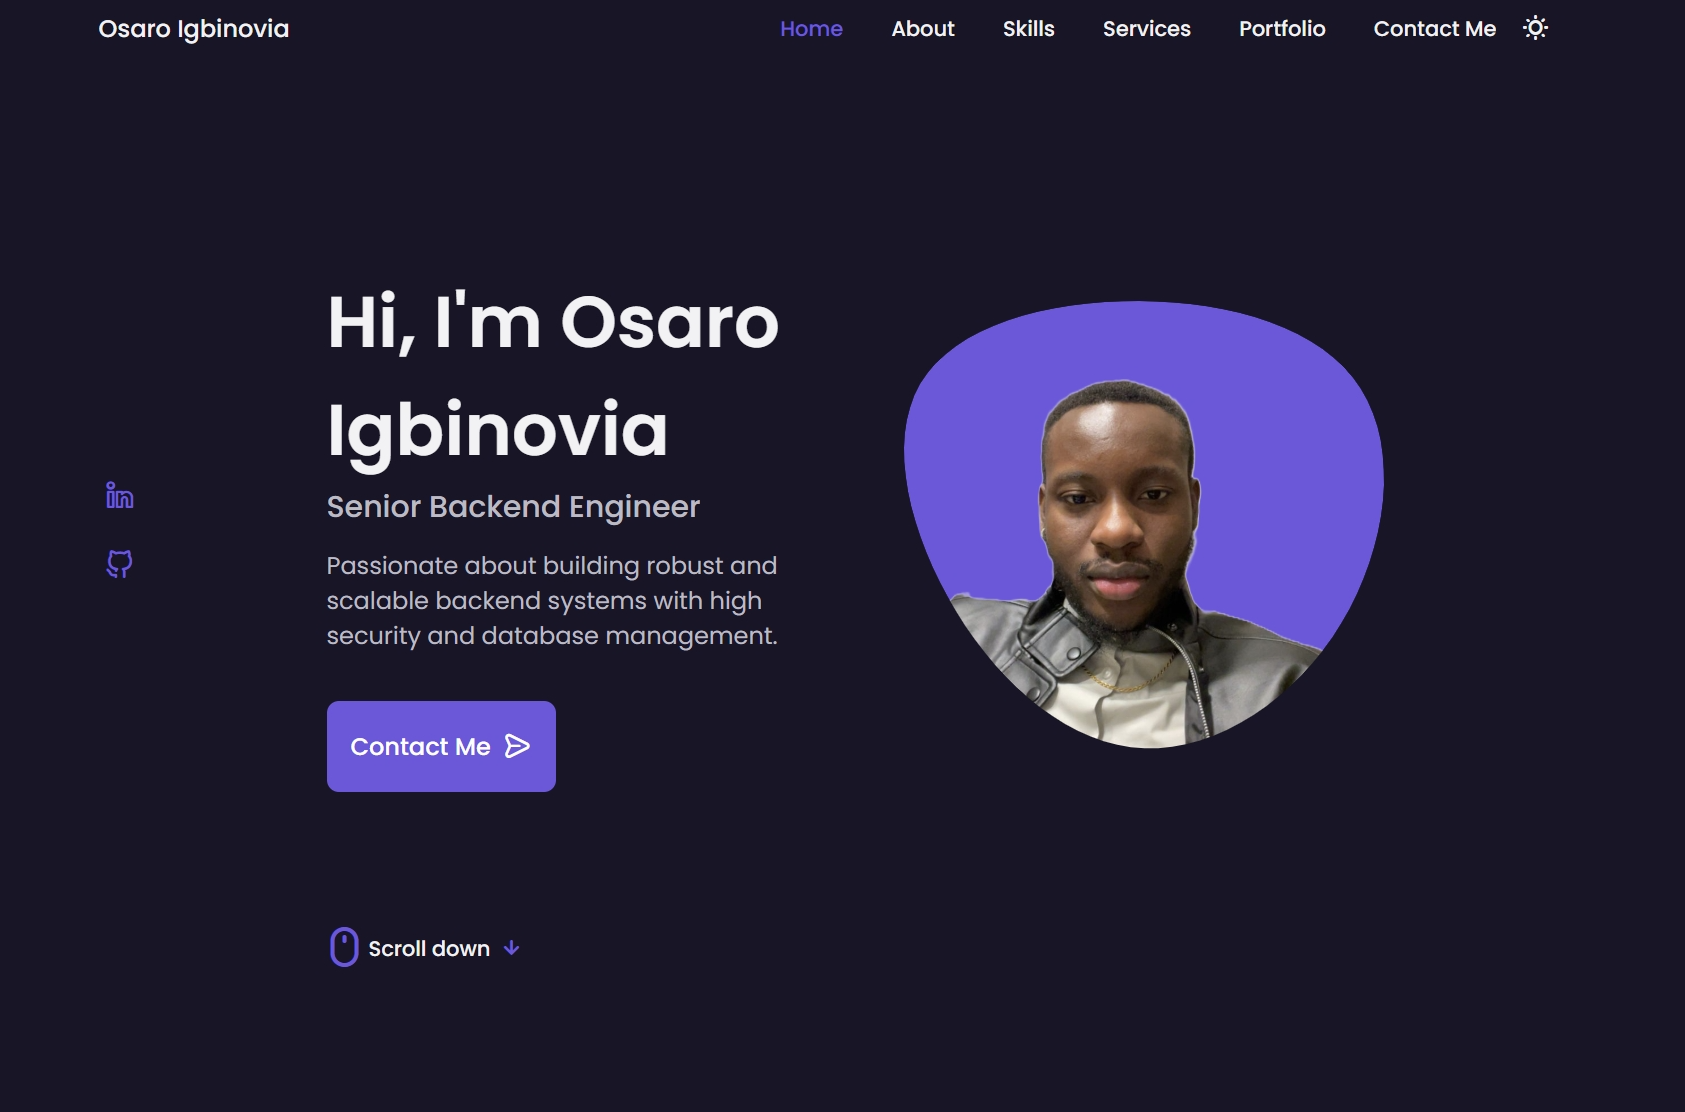 Osaro Igbinovia
Home About Skills Services Portfolio Contact Me
Hi, I'm Osaro
Igbinovia
Senior Backend Engineer
Passionate about building robust and
scalable backend systems with high
security and database management.
Contact Me
Scroll down